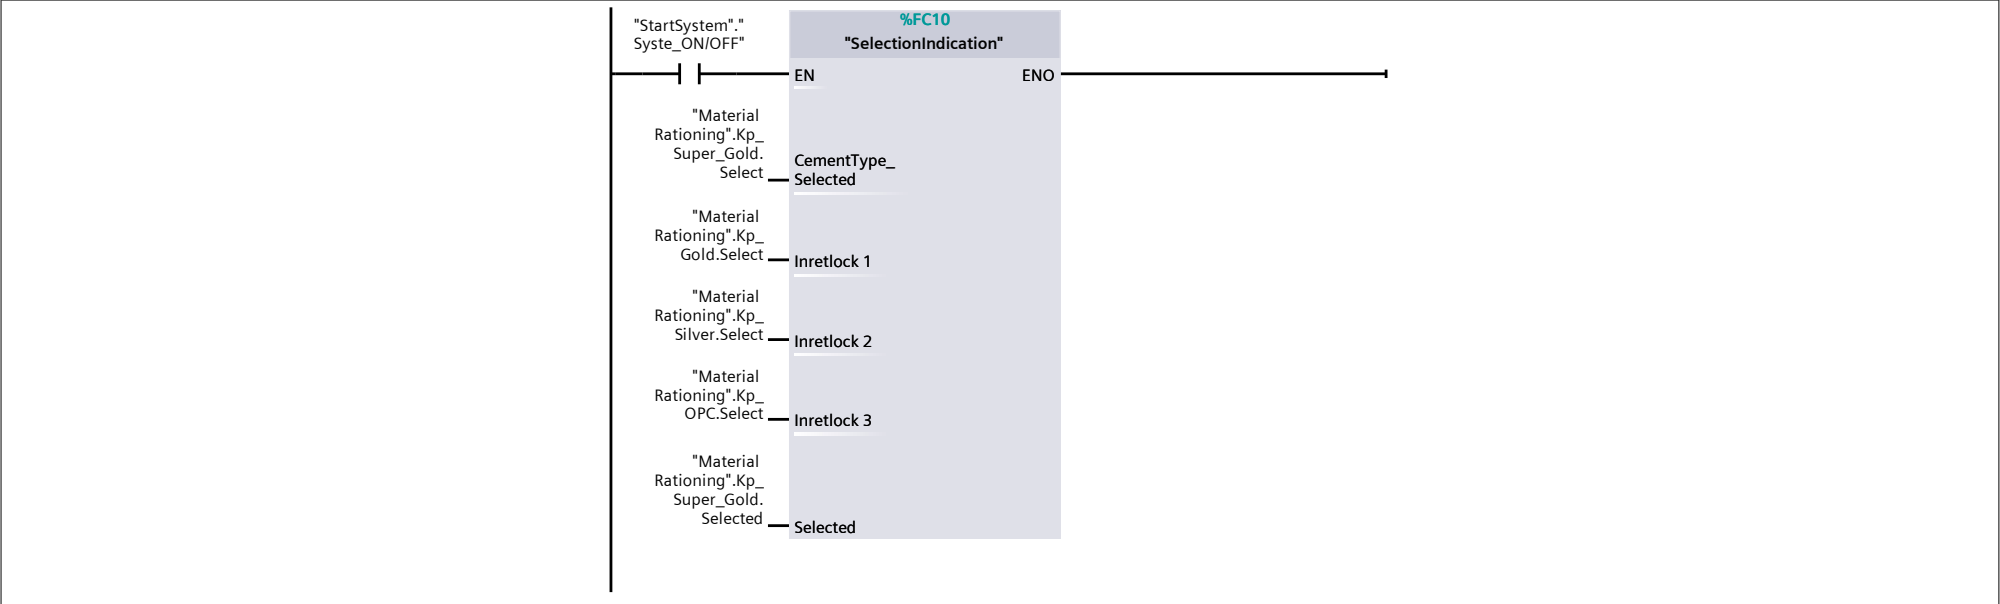 "StartSystem"."
Syste_ON/OFF"
%FC10
"SelectionIndication"
EN
ENO
"Material
Rationing".Kp_
Super_Gold.
Select
CementType_
Selected
"Material
Rationing".Kp_
Gold.Select
Inretlock 1
"Material
Rationing".Kp_
Silver.Select
Inretlock 2
"Material
Rationing".Kp_
OPC.Select
Inretlock 3
"Material
Rationing".Kp_
Super_Gold.
Selected
Selected